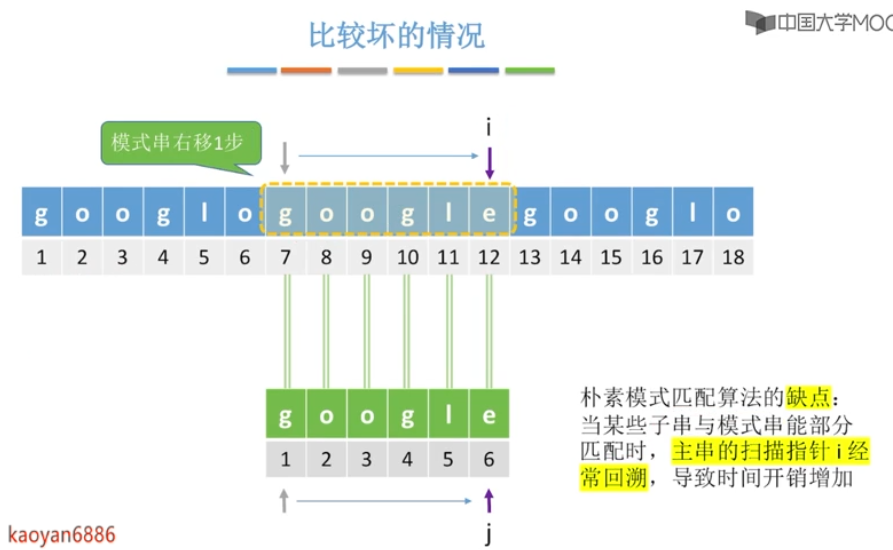 比较坏的情况
中国大学MOO
模式串右移1步
i
g o o g l o g o o g l e g o o g l o
1 2 3 4 5 6 7 8 9 10 11 12 13 14 15 16 17 18
g o o g l e
1 2 3 4 5 6
j
朴素模式匹配算法的缺点：
当某些子串与模式串能部分
匹配时，主串的扫描指针 i 经
常回溯，导致时间开销增加
kaoyan6886